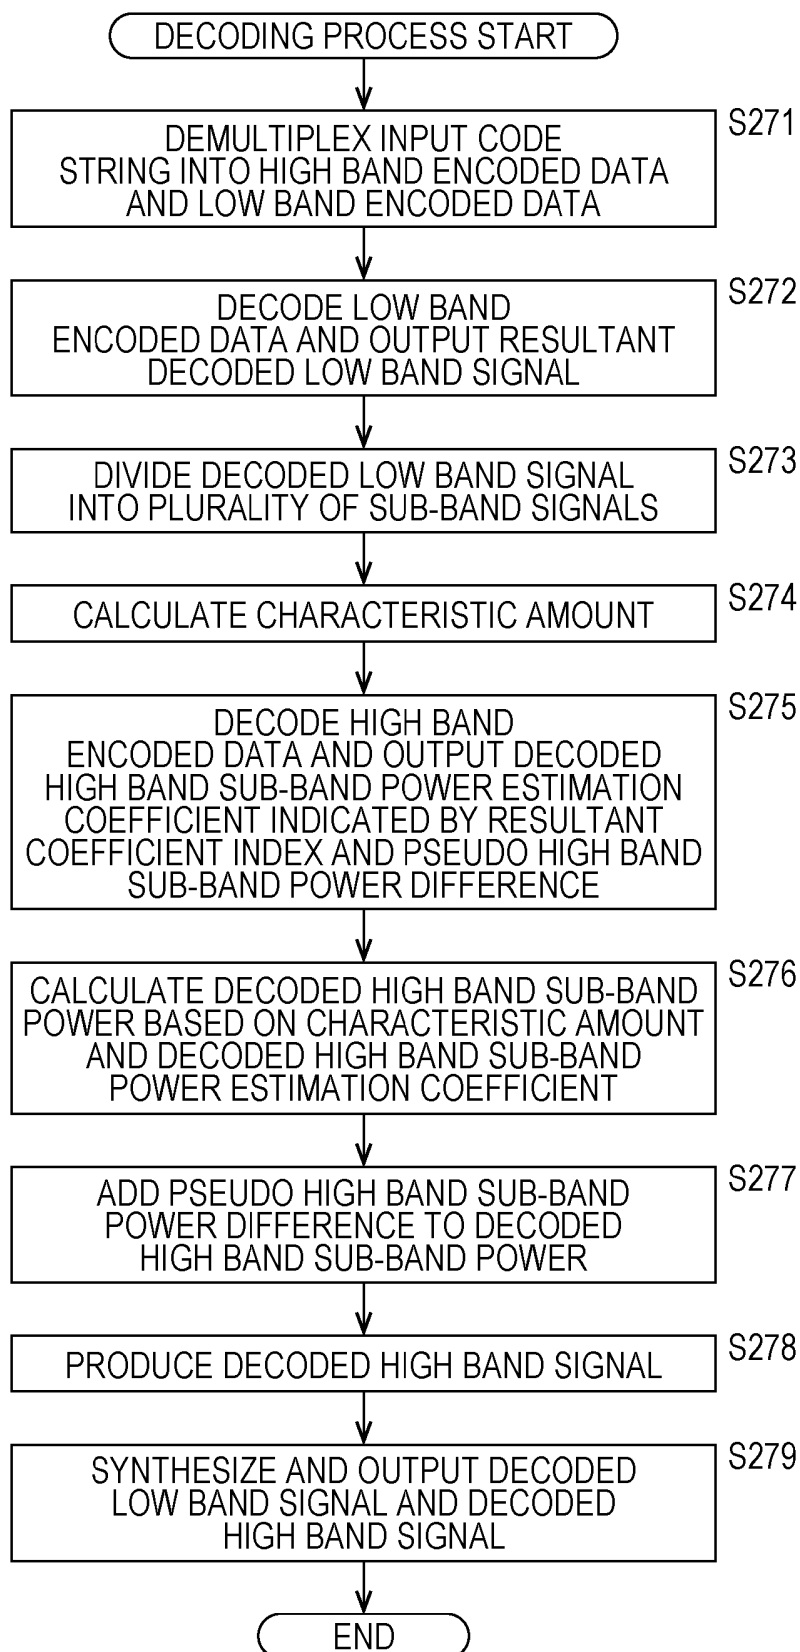 DECODING PROCESS START
S271
DEMULTIPLEX INPUT CODE
STRING INTO HIGH BAND ENCODED DATA
AND LOW BAND ENCODED DATA
S272
DECODE LOW BAND
ENCODED DATA AND OUTPUT RESULTANT
DECODED LOW BAND SIGNAL
S273
DIVIDE DECODED LOW BAND SIGNAL
INTO PLURALITY OF SUB-BAND SIGNALS
S274
CALCULATE CHARACTERISTIC AMOUNT
S275
DECODE HIGH BAND
ENCODED DATA AND OUTPUT DECODED
HIGH BAND SUB-BAND POWER ESTIMATION
COEFFICIENT INDICATED BY RESULTANT
COEFFICIENT INDEX AND PSEUDO HIGH BAND
SUB-BAND POWER DIFFERENCE
S276
CALCULATE DECODED HIGH BAND SUB-BAND
POWER BASED ON CHARACTERISTIC AMOUNT
AND DECODED HIGH BAND SUB-BAND
POWER ESTIMATION COEFFICIENT
S277
ADD PSEUDO HIGH BAND SUB-BAND
POWER DIFFERENCE TO DECODED
HIGH BAND SUB-BAND POWER
S278
PRODUCE DECODED HIGH BAND SIGNAL
S279
SYNTHESIZE AND OUTPUT DECODED
LOW BAND SIGNAL AND DECODED
HIGH BAND SIGNAL
END